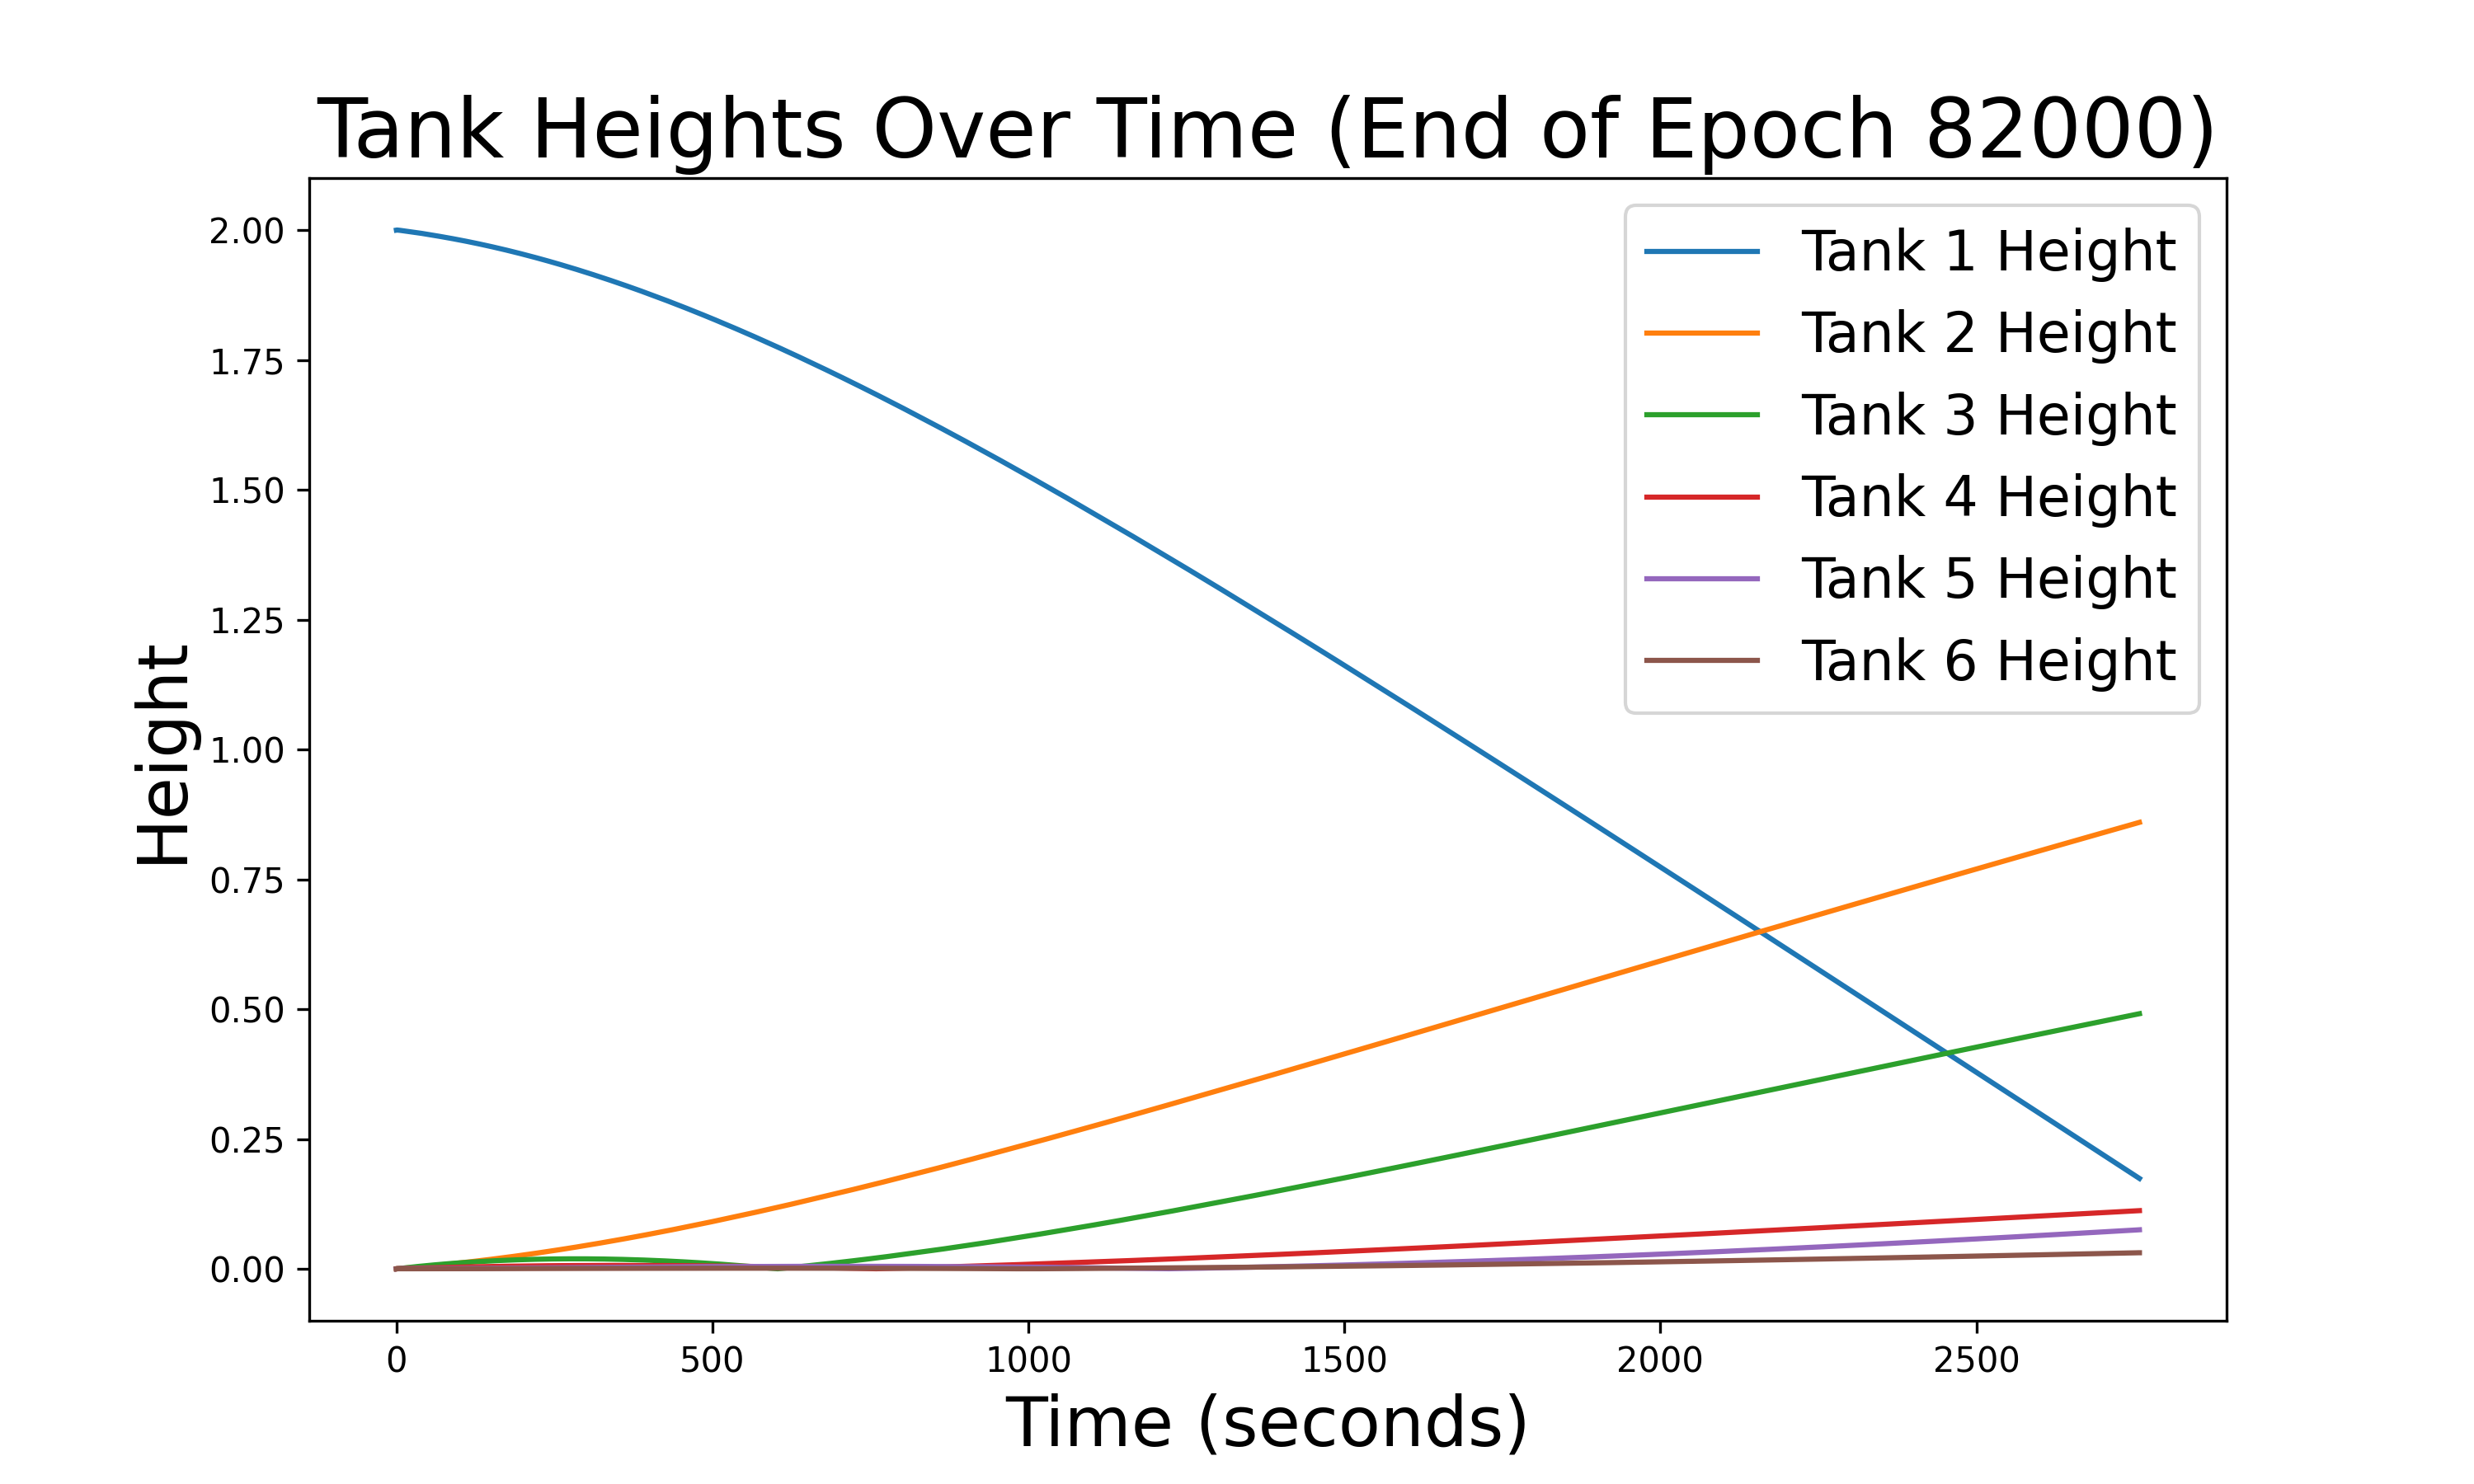 Tank Heights Over Time (End of Epoch 82000)
Tank 1 Height
Tank 2 Height
Tank 3 Height
Tank 4 Height
Tank 5 Height
Tank 6 Height
Height
2.00
1.75
1.50
1.25
1.00
0.75
0.50
0.25
0.00
0 500 1000 1500 2000 2500
Time (seconds)